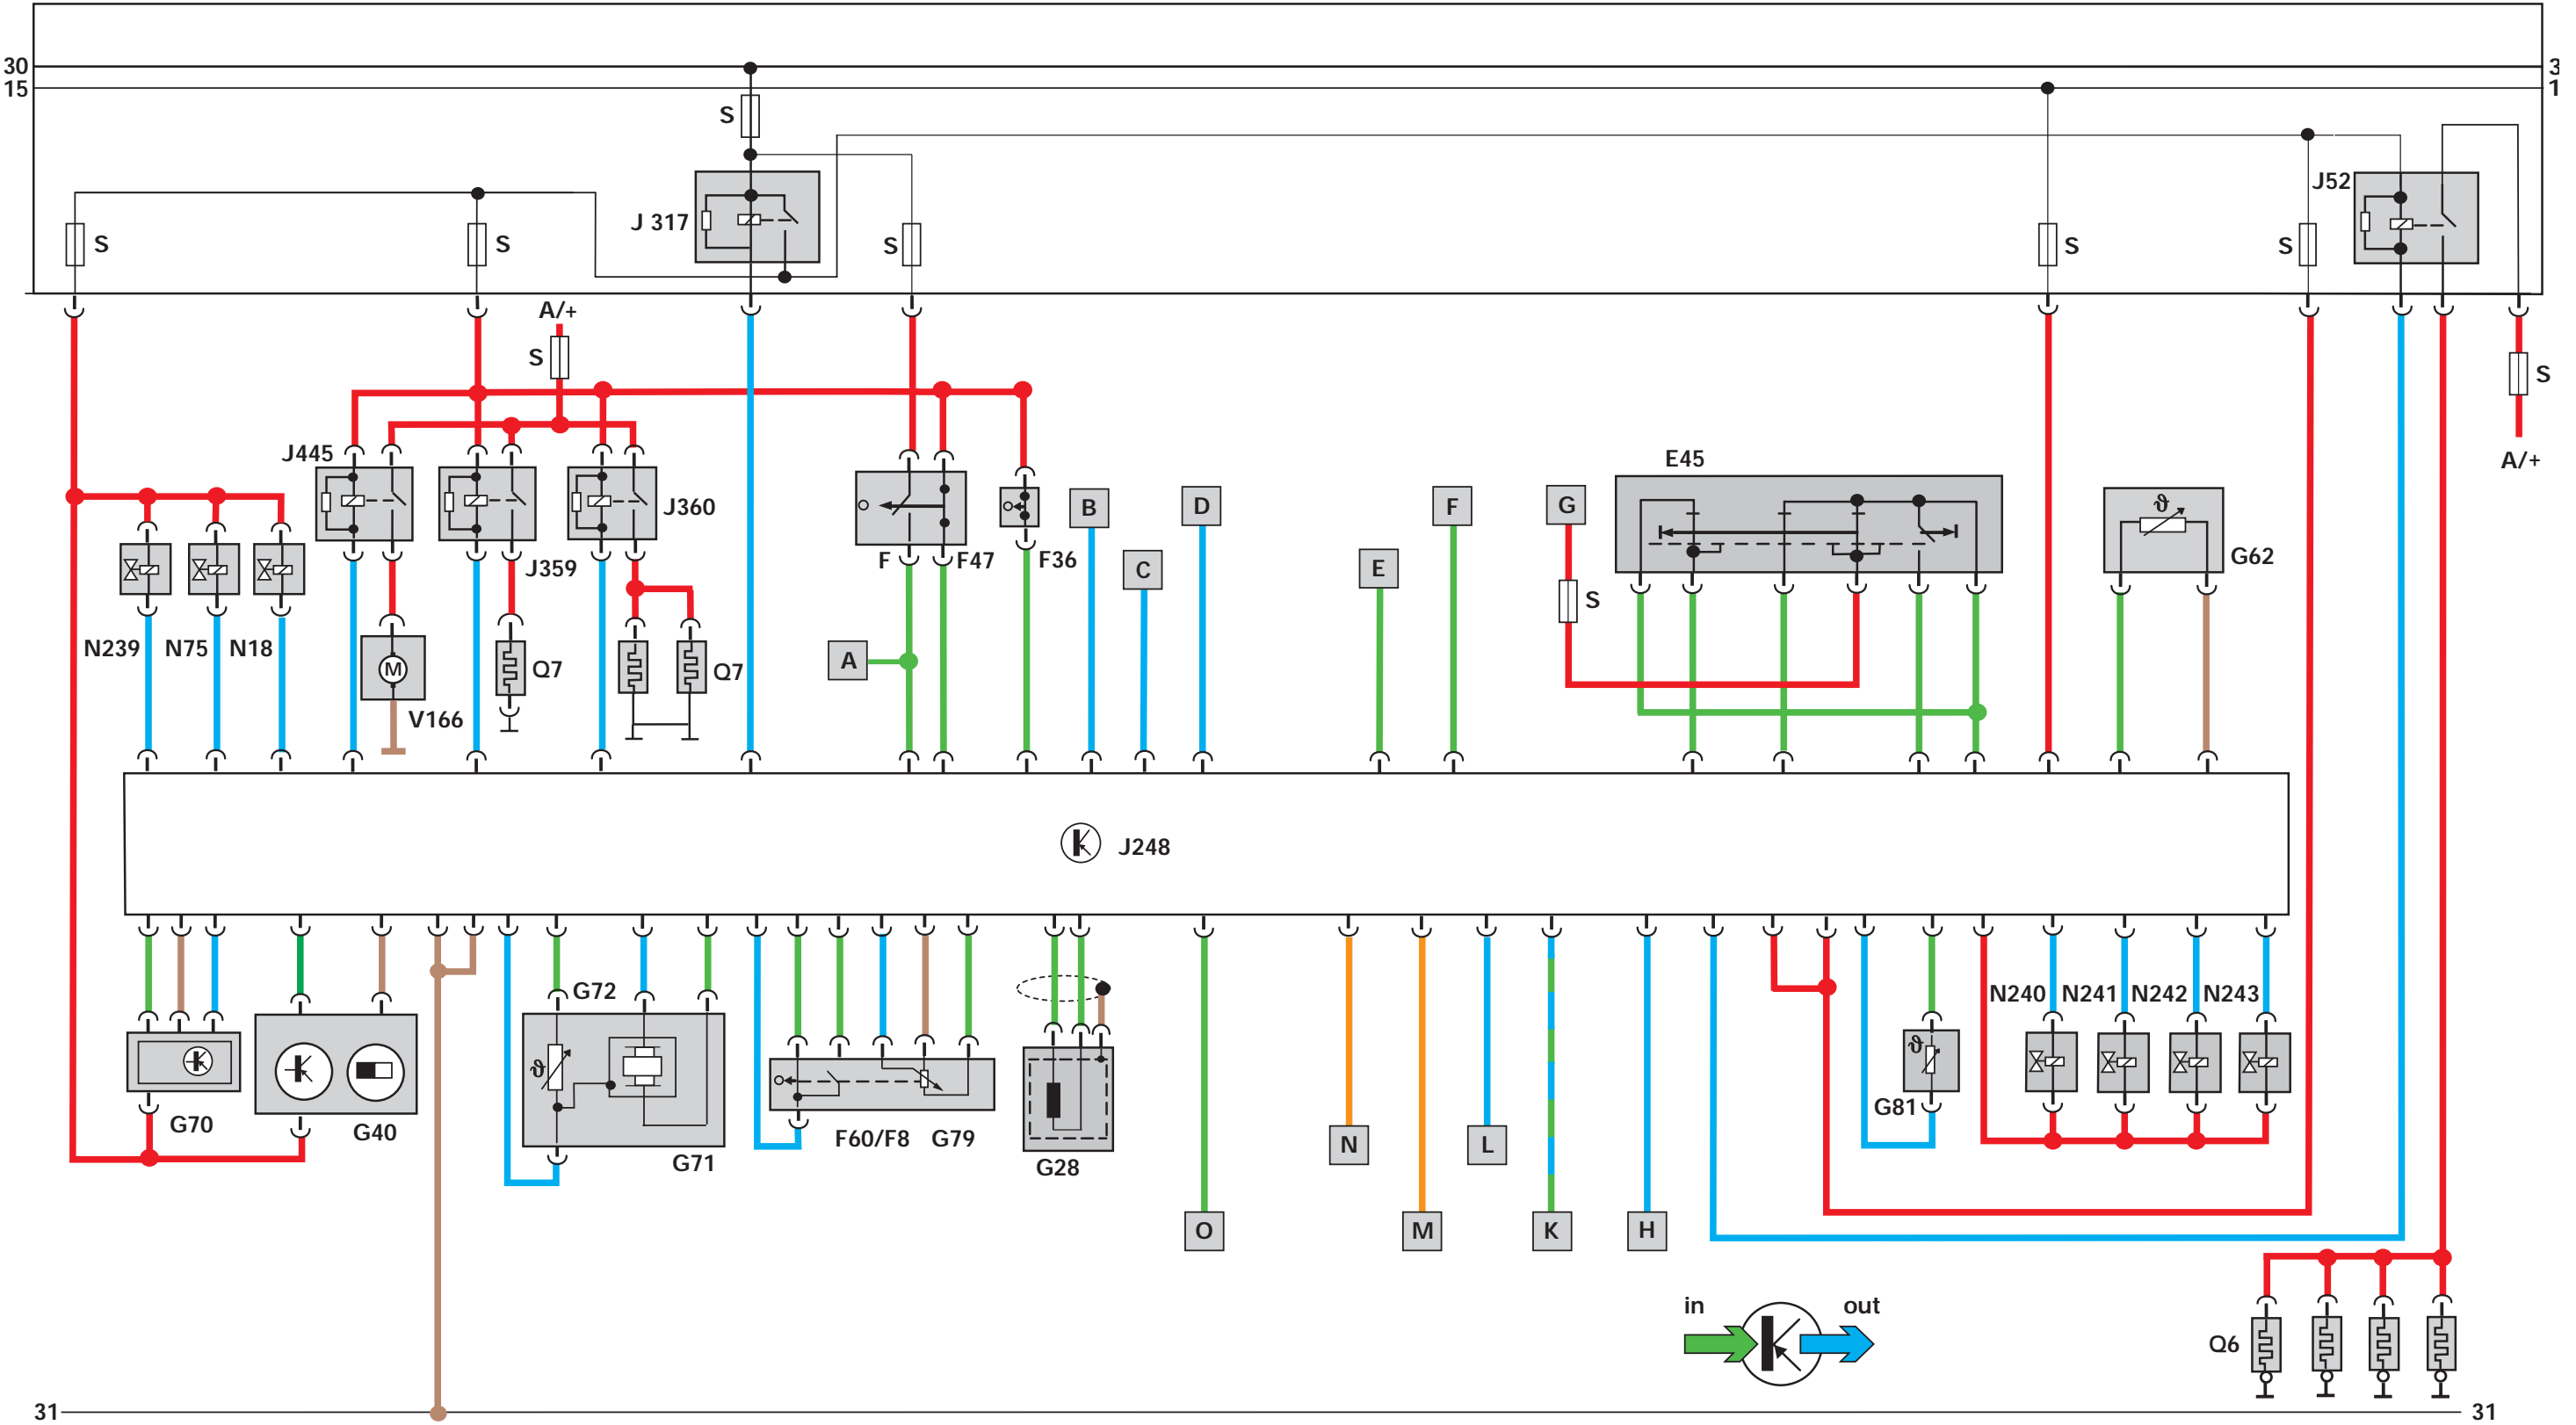 30
3
15
1
S
J 317
J52
S
S
S
S
S
A/+
S
S
J445
E45
A/+
B
D
F
G
J360
F
F47
F36
C
E
J359
G62
S
N239
N75
N18
A
M
Q7
Q7
V166
J248
G72
N240
N241
N242
N243
ϑ
ϑ
ϑ
G81
G70
G40
F60/F8
G79
N
L
G71
G28
O
M
K
H
in
out
Q6
31
31